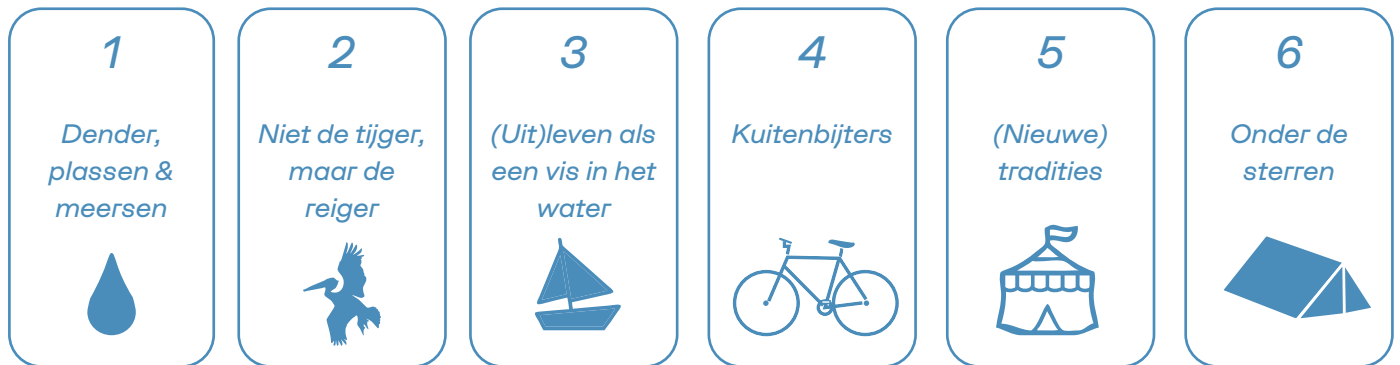 1
Dender,
plassen &
meersen
2
Niet de tijger,
maar de
reiger
3
(Uit)leven als
een vis in het
water
4
Kuitenbijters
5
(Nieuwe)
tradities
6
Onder de
sterren